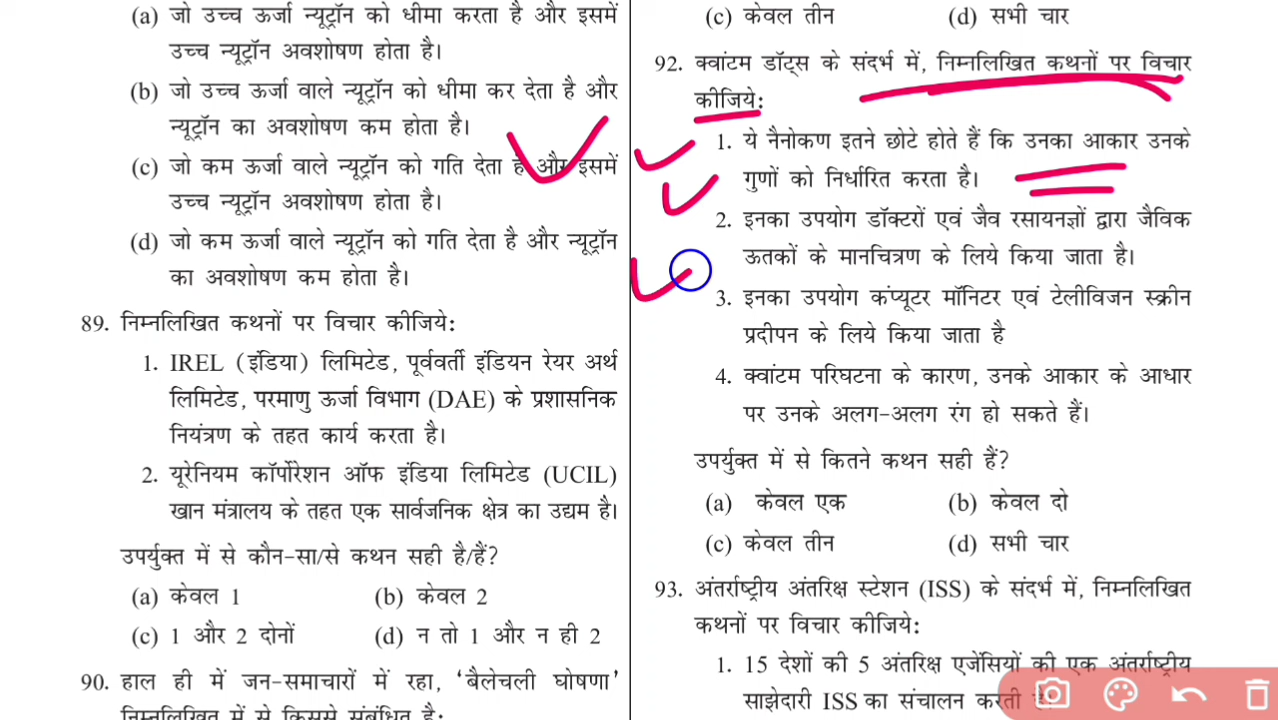 (a) जो उच्च ऊर्जा न्यूट्रॉन को धीमा करता है और इसमें
उच्च न्यूट्रॉन अवशोषण होता है।
(b) जो उच्च ऊर्जा वाले न्यूट्रॉन को धीमा कर देता है और
न्यूट्रॉन का अवशोषण कम होता है।
(c) जो कम ऊर्जा वाले न्यूट्रॉन को गति देता है और इसमें
उच्च न्यूट्रॉन अवशोषण होता है।
(d) जो कम ऊर्जा वाले न्यूट्रॉन को गति देता है और न्यूट्रॉन
का अवशोषण कम होता है।
89. निम्नलिखित कथनों पर विचार कीजिये:
1. IREL (इंडिया) लिमिटेड, पूर्ववर्ती इंडियन रेयर अर्थ
लिमिटेड, परमाणु ऊर्जा विभाग (DAE) के प्रशासनिक
नियंत्रण के तहत कार्य करता है।
2. यूरेनियम कॉर्पोरेशन ऑफ इंडिया लिमिटेड (UCIL)
खान मंत्रालय के तहत एक सार्वजनिक क्षेत्र का उद्यम है।
उपर्युक्त में से कौन-सा/से कथन सही है/हैं?
(a) केवल 1 (b) केवल 2
(c) 1 और 2 दोनों (d) न तो 1 और न ही 2
90. हाल ही में जन-समाचारों में रहा, ‘बैलेचली घोषणा’
निम्नलिखित में से किससे संबंधित है:
(c) केवल तीन (d) सभी चार
92. क्वांटम डॉट्स के संदर्भ में, निम्नलिखित कथनों पर विचार
कीजिये:
1. ये नैनोकण इतने छोटे होते हैं कि उनका आकार उनके
गुणों को निर्धारित करता है।
2. इनका उपयोग डॉक्टरों एवं जैव रसायनज्ञों द्वारा जैविक
ऊतकों के मानचित्रण के लिये किया जाता है।
3. इनका उपयोग कंप्यूटर मॉनिटर एवं टेलीविजन स्क्रीन
प्रदीपन के लिये किया जाता है
4. क्वांटम परिघटना के कारण, उनके आकार के आधार
पर उनके अलग-अलग रंग हो सकते हैं।
उपर्युक्त में से कितने कथन सही हैं?
(a) केवल एक (b) केवल दो
(c) केवल तीन (d) सभी चार
93. अंतर्राष्ट्रीय अंतरिक्ष स्टेशन (ISS) के संदर्भ में, निम्नलिखित
कथनों पर विचार कीजिये:
1. 15 देशों की 5 अंतरिक्ष एजेंसियों की एक अंतर्राष्ट्रीय
साझेदारी ISS का संचालन करती है।